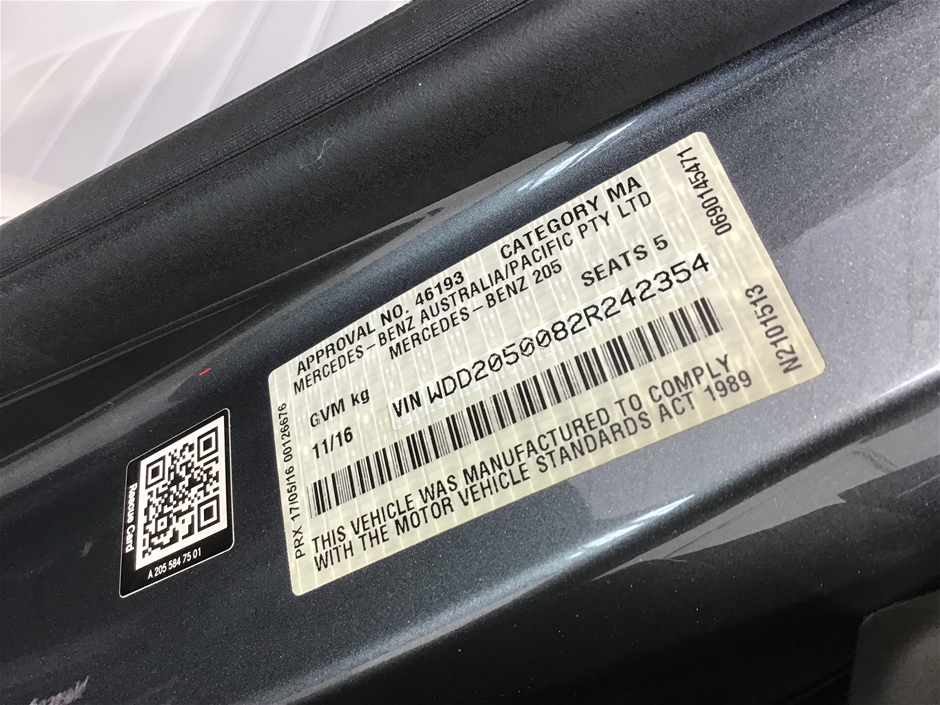 APPROVAL NO. 46193 CATEGORY MA
MERCEDES-BENZ AUSTRALIA/PACIFIC PTY LTD
MERCEDES-BENZ 205
GVM kg SEATS 5
11/16 VIN WDD2050082R242354
THIS VEHICLE WAS MANUFACTURED TO COMPLY
WITH THE MOTOR VEHICLE STANDARDS ACT 1989
PRX 17/05/16 00126676
0690145471
N2101513
Rescue Card
A 205 584 75 01